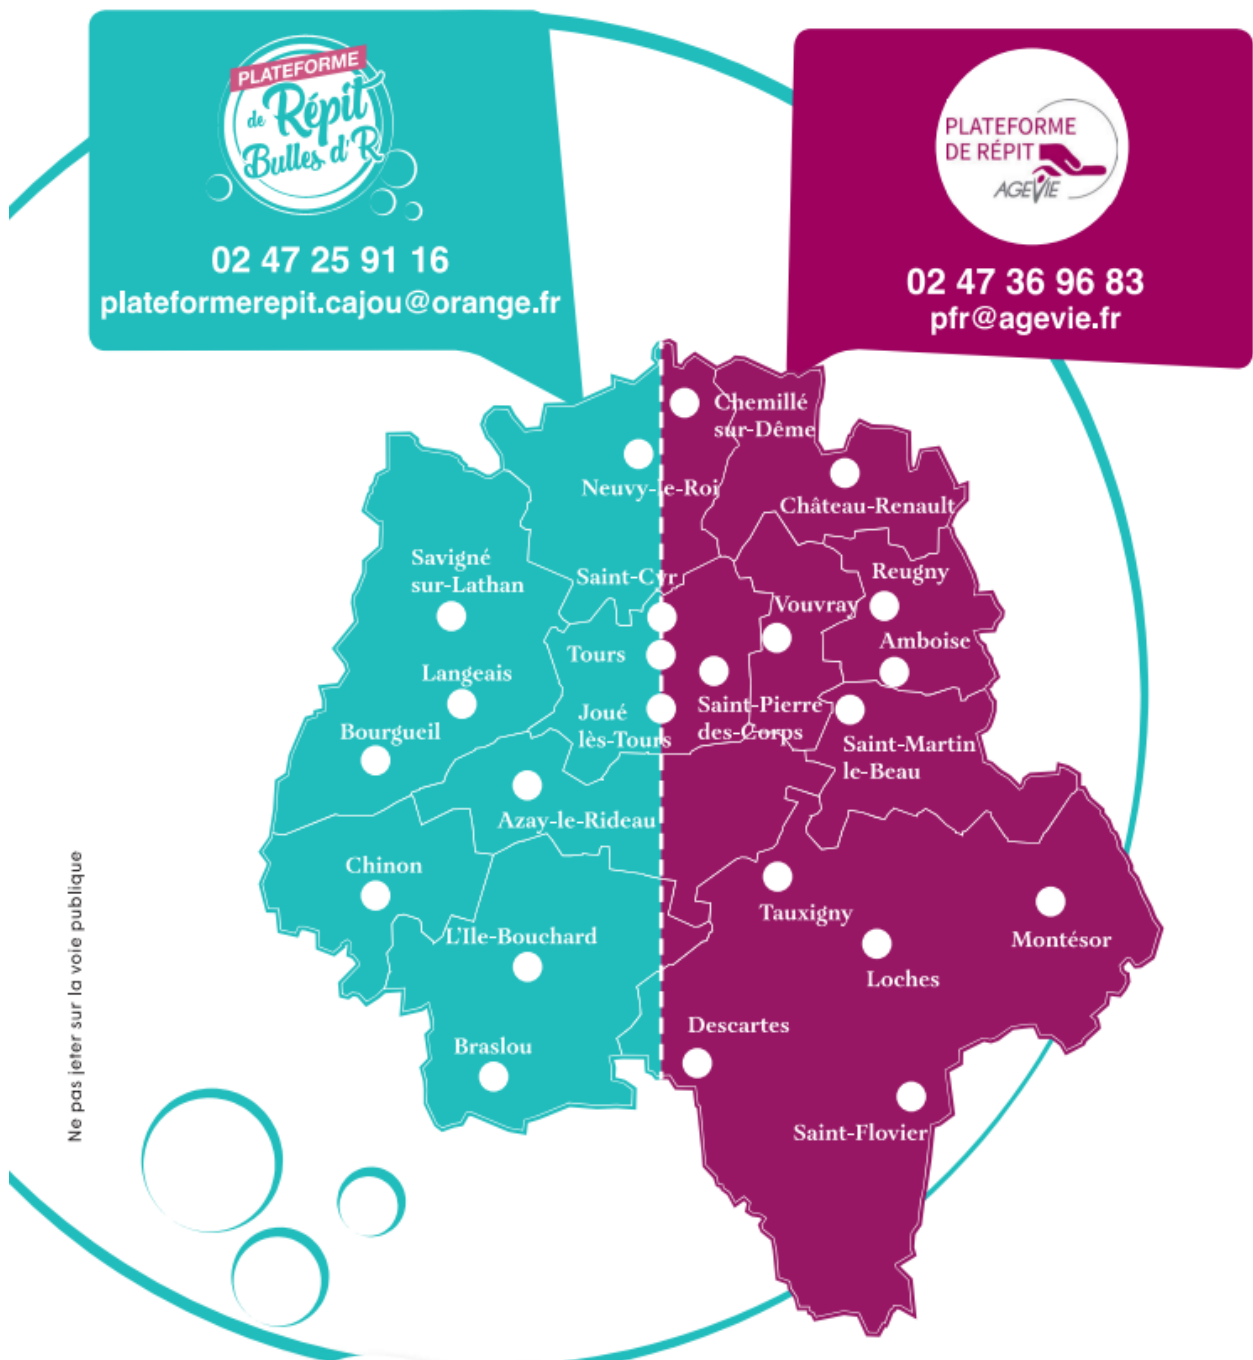 PLATEFORME
de Répit
Bulles d'R
02 47 25 91 16
plateformerepit.cajou@orange.fr
PLATEFORME
DE RÉPIT
AGEVIE
02 47 36 96 83
pfr@agevie.fr
Chemillé
sur-Dême
Neuvy-le-Roi
Château-Renault
Savigné
sur-Lathan
Saint-Cyr
Reugny
Vouvray
Tours
Amboise
Langeais
Joué
lès-Tours
Saint-Pierre
des-Corps
Bourgueil
Saint-Martin
le-Beau
Azay-le-Rideau
Chinon
Tauxigny
L'Ile-Bouchard
Montésor
Loches
Descartes
Braslou
Saint-Flovier
Ne pas jeter sur la voie publique